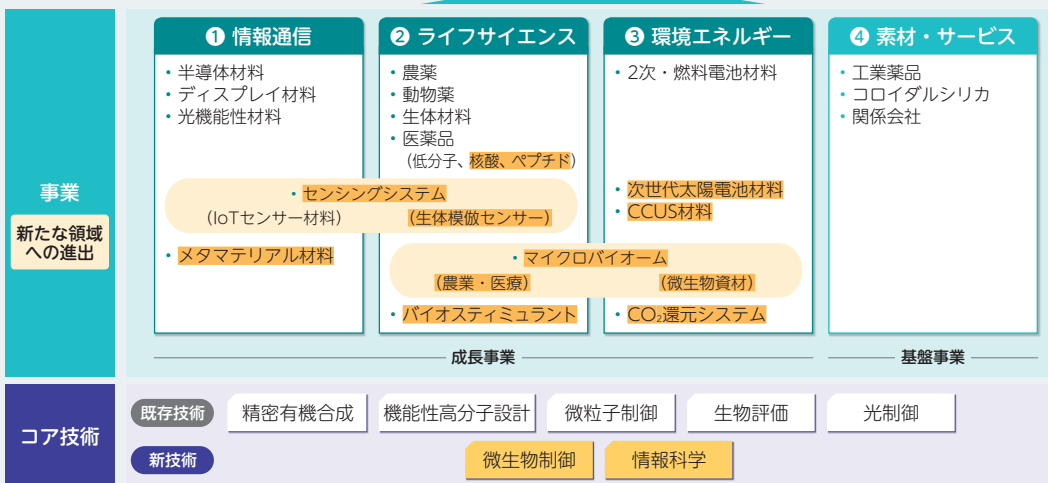 事業
新たな領域
への進出
❶ 情報通信
・半導体材料
・ディスプレイ材料
・光機能性材料
❷ ライフサイエンス
・農薬
・動物薬
・生体材料
・医薬品
(低分子、核酸、ペプチド)
❸ 環境エネルギー
・2次・燃料電池材料
❹ 素材・サービス
・工業薬品
・コロイダルシリカ
・関係会社
・センシングシステム
(IoTセンサー材料)
(生体模倣センサー)
・次世代太陽電池材料
・CCUS材料
・メタマテリアル材料
・マイクロバイオーム
(農業・医療)
(微生物資材)
・バイオスティミュラント
・CO₂還元システム
成長事業
基盤事業
コア技術
既存技術
精密有機合成
機能性高分子設計
微粒子制御
生物評価
光制御
新技術
微生物制御
情報科学